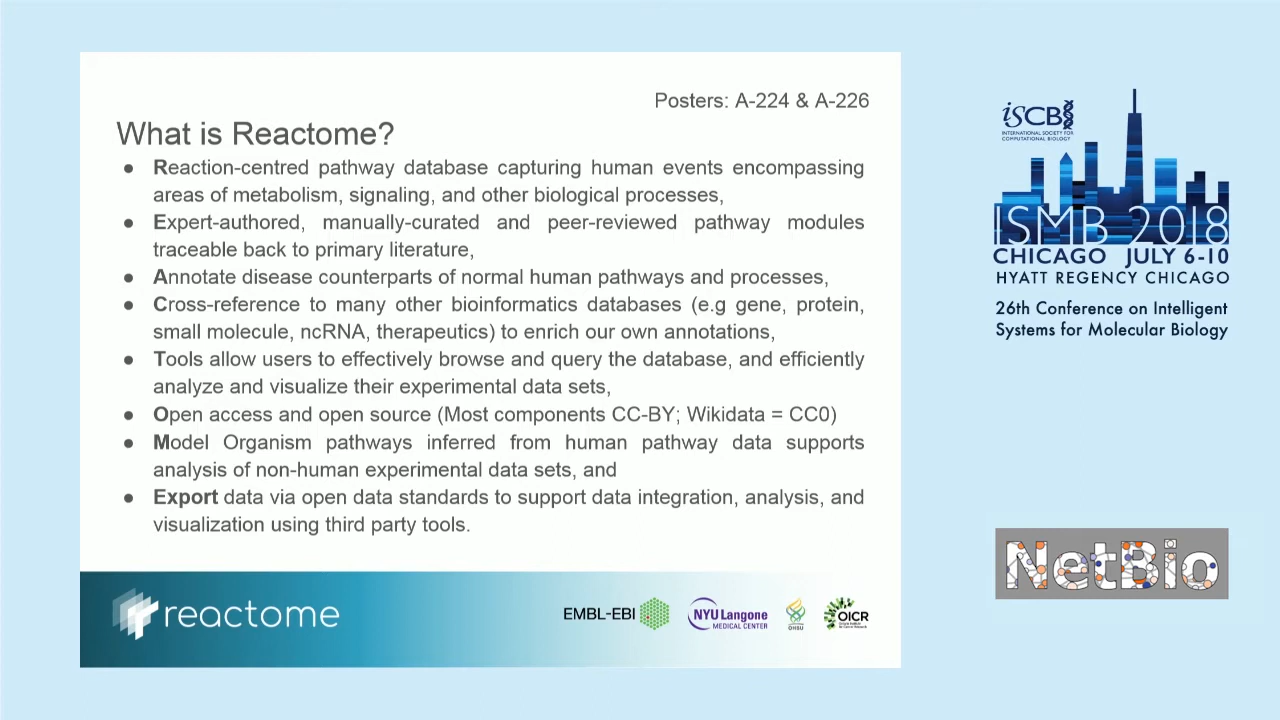 Posters: A-224 & A-226
What is Reactome?
● Reaction-centred pathway database capturing human events encompassing
areas of metabolism, signaling, and other biological processes,
● Expert-authored, manually-curated and peer-reviewed pathway modules
traceable back to primary literature,
● Annotate disease counterparts of normal human pathways and processes,
● Cross-reference to many other bioinformatics databases (e.g gene, protein,
small molecule, ncRNA, therapeutics) to enrich our own annotations,
● Tools allow users to effectively browse and query the database, and efficiently
analyze and visualize their experimental data sets,
● Open access and open source (Most components CC-BY; Wikidata = CC0)
● Model Organism pathways inferred from human pathway data supports
analysis of non-human experimental data sets, and
● Export data via open data standards to support data integration, analysis, and
visualization using third party tools.
reactome
EMBL-EBI
NYU Langone
MEDICAL CENTER
OHSU
OICR
Ontario Institute
for Cancer Research
iSCB
INTERNATIONAL SOCIETY FOR
COMPUTATIONAL BIOLOGY
ISMB 2018
CHICAGO JULY 6-10
HYATT REGENCY CHICAGO
26th Conference on Intelligent
Systems for Molecular Biology
NetBio